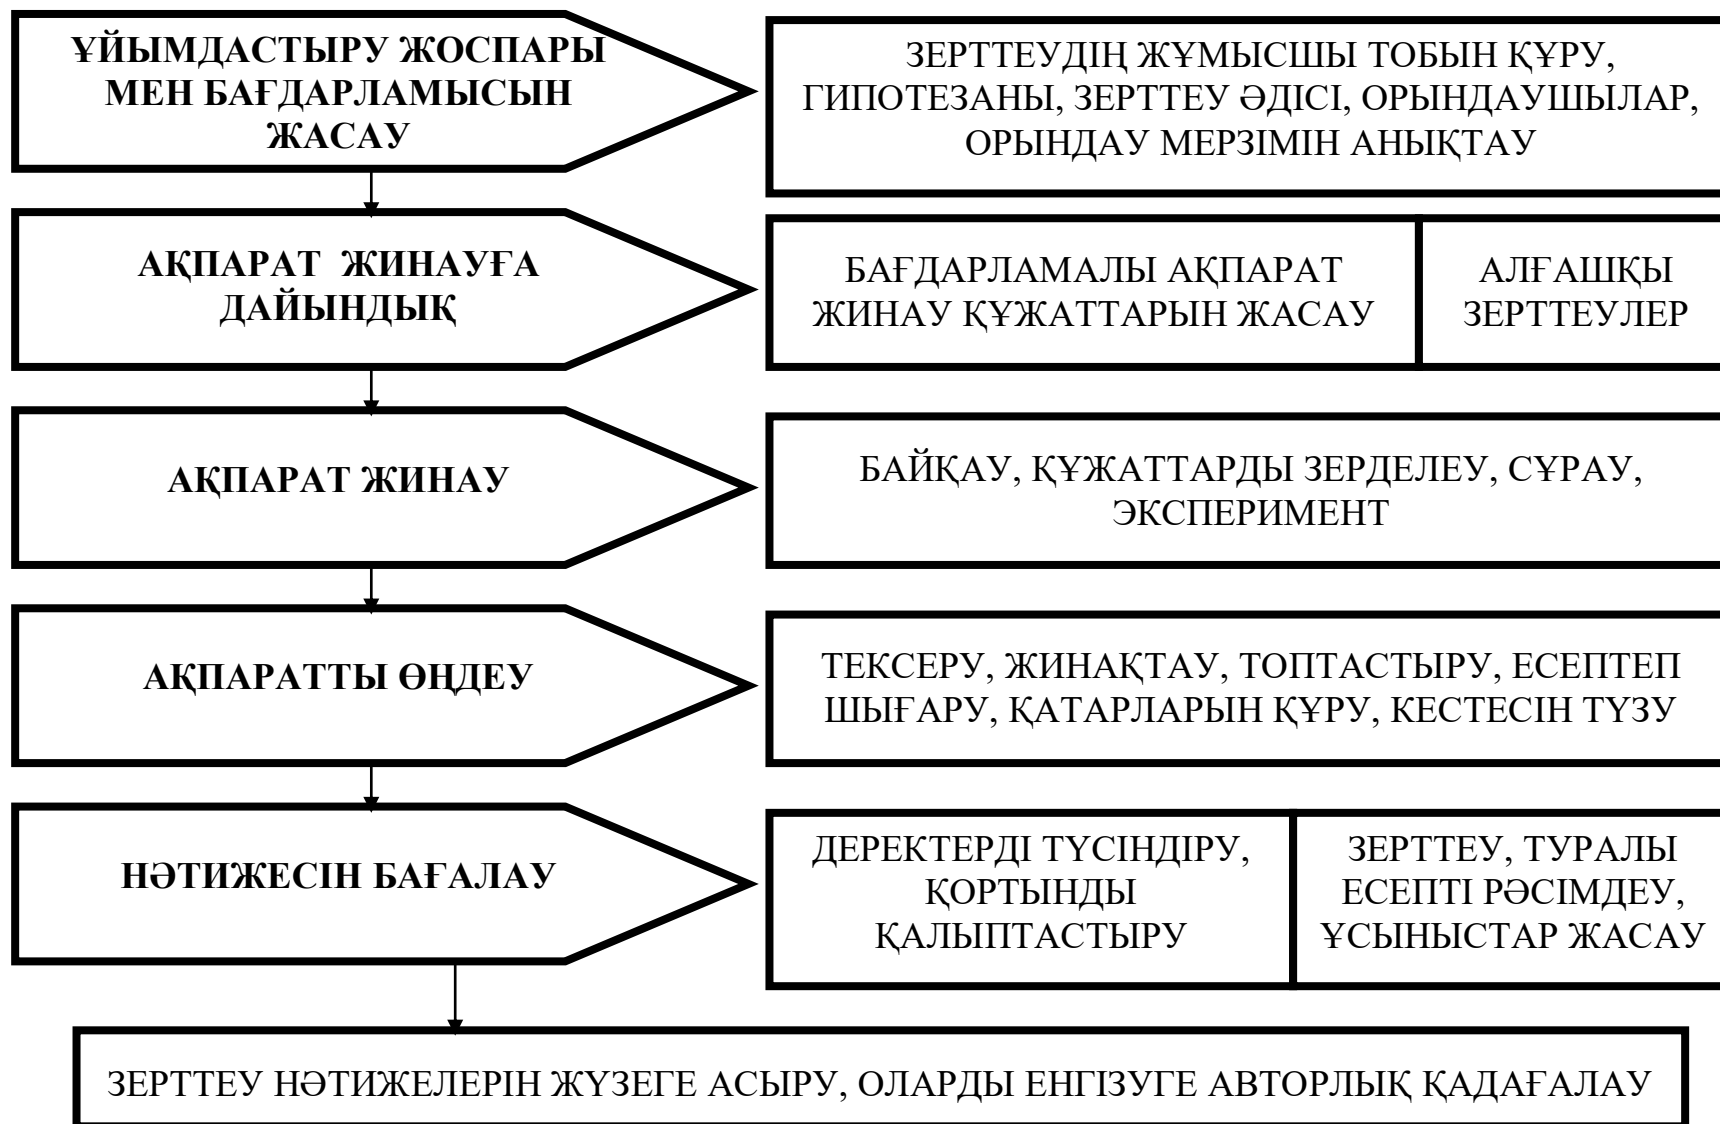 ҰЙЫМДАСТЫРУ ЖОСПАРЫ
МЕН БАҒДАРЛАМЫСЫН
ЖАСАУ
ЗЕРТТЕУДІҢ ЖҰМЫСШЫ ТОБЫН ҚҰРУ,
ГИПОТЕЗАНЫ, ЗЕРТТЕУ ӘДІСІ, ОРЫНДАУШЫЛАР,
ОРЫНДАУ МЕРЗІМІН АНЫҚТАУ
АҚПАРАТ ЖИНАУҒА
ДАЙЫНДЫҚ
БАҒДАРЛАМАЛЫ АҚПАРАТ
ЖИНАУ ҚҰЖАТТАРЫН ЖАСАУ
АЛҒАШҚЫ
ЗЕРТТЕУЛЕР
АҚПАРАТ ЖИНАУ
БАЙҚАУ, ҚҰЖАТТАРДЫ ЗЕРДЕЛЕУ, СҰРАУ,
ЭКСПЕРИМЕНТ
АҚПАРАТТЫ ӨҢДЕУ
ТЕКСЕРУ, ЖИНАҚТАУ, ТОПТАСТЫРУ, ЕСЕПТЕП
ШЫҒАРУ, ҚАТАРЛАРЫН ҚҰРУ, КЕСТЕСІН ТҮЗУ
НӘТИЖЕСІН БАҒАЛАУ
ДЕРЕКТЕРДІ ТҮСІНДІРУ,
ҚОРТЫНДЫ
ҚАЛЫПТАСТЫРУ
ЗЕРТТЕУ, ТУРАЛЫ
ЕСЕПТІ РӘСІМДЕУ,
ҰСЫНЫСТАР ЖАСАУ
ЗЕРТТЕУ НӘТИЖЕЛЕРІН ЖҮЗЕГЕ АСЫРУ, ОЛАРДЫ ЕНГІЗУГЕ АВТОРЛЫҚ ҚАДАҒАЛАУ